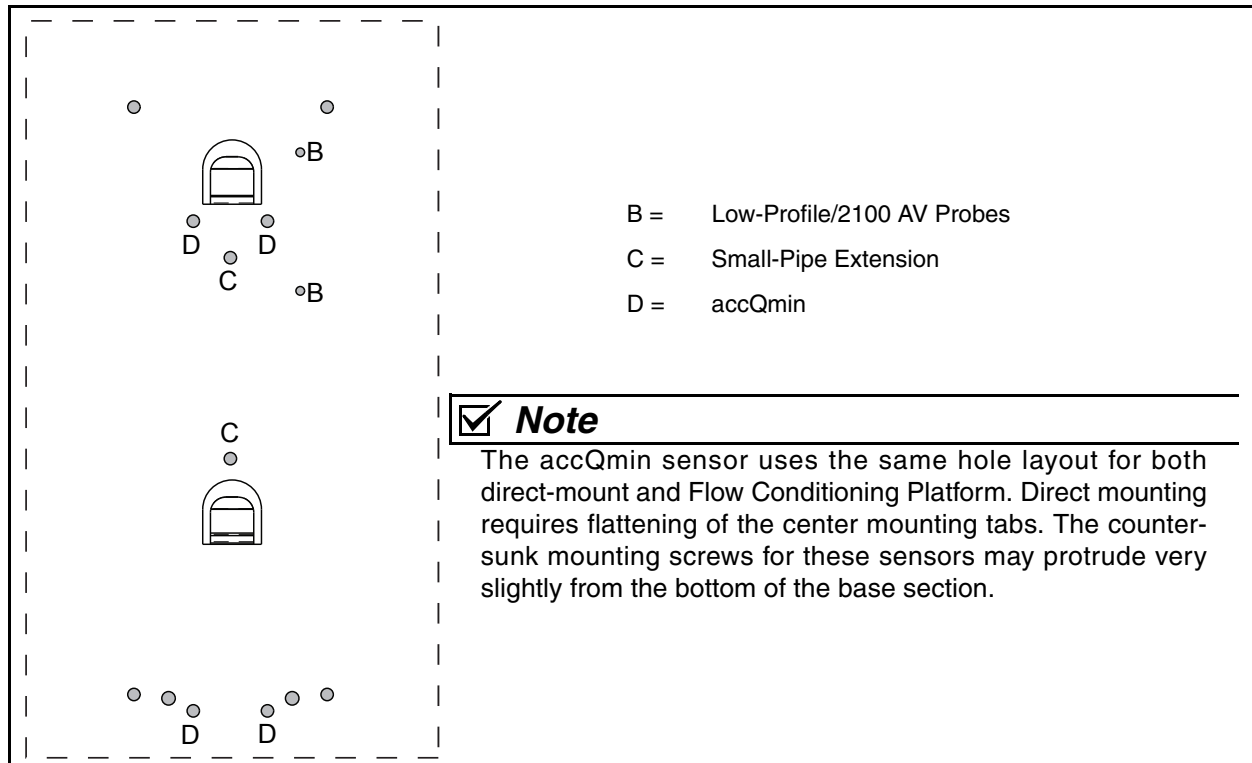 B
D D
C
B
C
D D
B = Low-Profile/2100 AV Probes
C = Small-Pipe Extension
D = accQmin
Note
The accQmin sensor uses the same hole layout for both
direct-mount and Flow Conditioning Platform. Direct mounting
requires flattening of the center mounting tabs. The counter-
sunk mounting screws for these sensors may protrude very
slightly from the bottom of the base section.